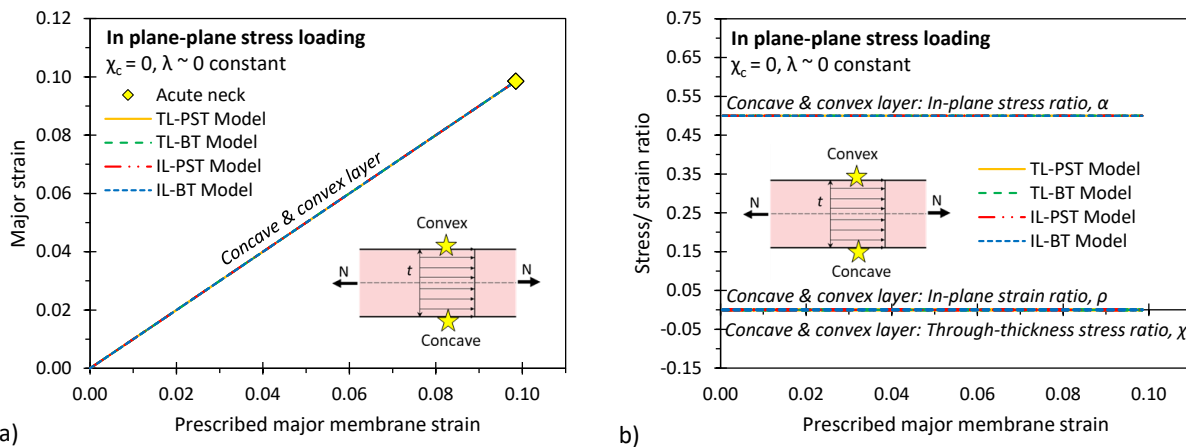 In plane-plane stress loading
χc = 0, λ ~ 0 constant
Acute neck
TL-PST Model
TL-BT Model
IL-PST Model
IL-BT Model
Concave & convex layer
Convex
t
N
N
Concave
Major strain
0.12
0.10
0.08
0.06
0.04
0.02
0.00
0.00 0.02 0.04 0.06 0.08 0.10
Prescribed major membrane strain
a)
In plane-plane stress loading
χc = 0, λ ~ 0 constant
Concave & convex layer: In-plane stress ratio, α
Convex
t
N
N
Concave
TL-PST Model
TL-BT Model
IL-PST Model
IL-BT Model
Concave & convex layer: In-plane strain ratio, ρ
Concave & convex layer: Through-thickness stress ratio, χ
Stress/ strain ratio
0.75
0.65
0.55
0.45
0.35
0.25
0.15
0.05
-0.05
-0.15
0.00 0.02 0.04 0.06 0.08 0.10
Prescribed major membrane strain
b)